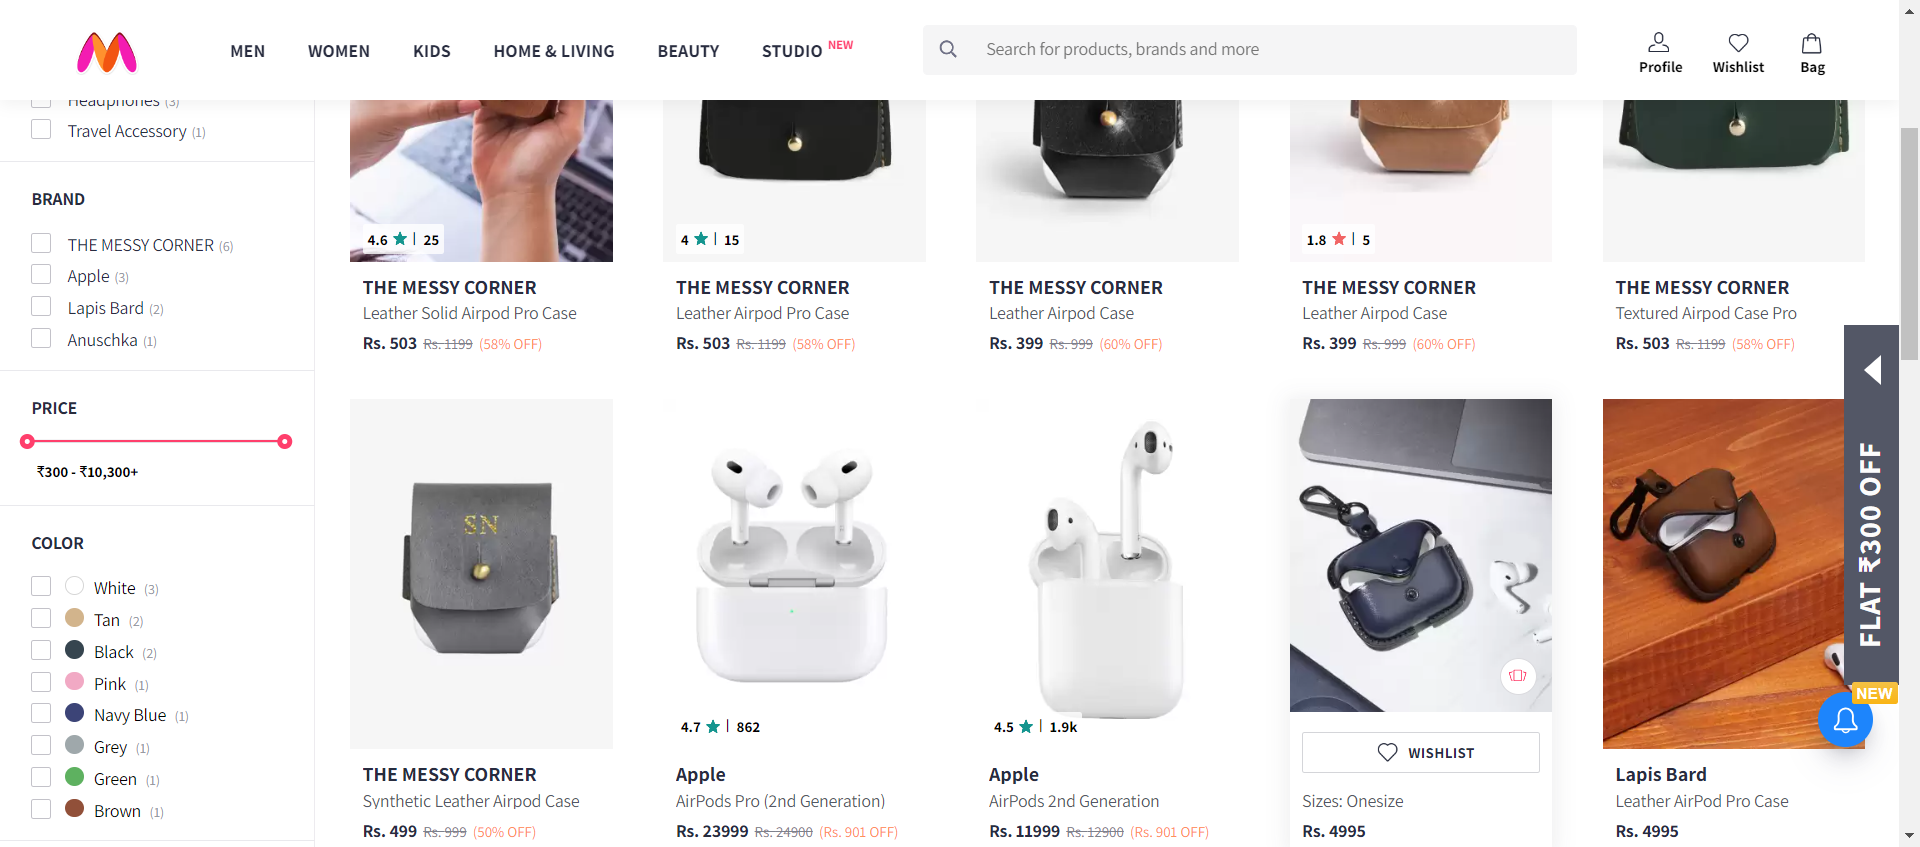 MEN
WOMEN
KIDS
HOME & LIVING
BEAUTY
STUDIO NEW
Search for products, brands and more
Profile
Wishlist
Bag
Headphones (3)
Travel Accessory (1)
BRAND
THE MESSY CORNER (6)
Apple (3)
Lapis Bard (2)
Anuschka (1)
PRICE
₹300 - ₹10,300+
COLOR
White (3)
Tan (2)
Black (2)
Pink (1)
Navy Blue (1)
Grey (1)
Green (1)
Brown (1)
4.6 | 25
THE MESSY CORNER
Leather Solid Airpod Pro Case
Rs. 503 Rs. 1199 (58% OFF)
4 | 15
THE MESSY CORNER
Leather Airpod Pro Case
Rs. 503 Rs. 1199 (58% OFF)
THE MESSY CORNER
Leather Airpod Case
Rs. 399 Rs. 999 (60% OFF)
1.8 | 5
THE MESSY CORNER
Leather Airpod Case
Rs. 399 Rs. 999 (60% OFF)
THE MESSY CORNER
Textured Airpod Case Pro
Rs. 503 Rs. 1199 (58% OFF)
SN
THE MESSY CORNER
Synthetic Leather Airpod Case
Rs. 499 Rs. 999 (50% OFF)
4.7 | 862
Apple
AirPods Pro (2nd Generation)
Rs. 23999 Rs. 24900 (Rs. 901 OFF)
4.5 | 1.9k
Apple
AirPods 2nd Generation
Rs. 11999 Rs. 12900 (Rs. 901 OFF)
WISHLIST
Sizes: Onesize
Rs. 4995
Lapis Bard
Leather AirPod Pro Case
Rs. 4995
FLAT ₹300 OFF
NEW